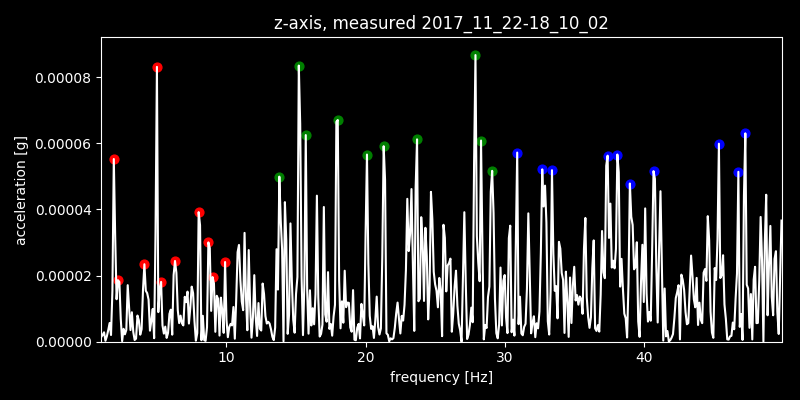 z-axis, measured 2017_11_22-18_10_02
acceleration [g]
0.00008
0.00006
0.00004
0.00002
0.00000
10 20 30 40
frequency [Hz]